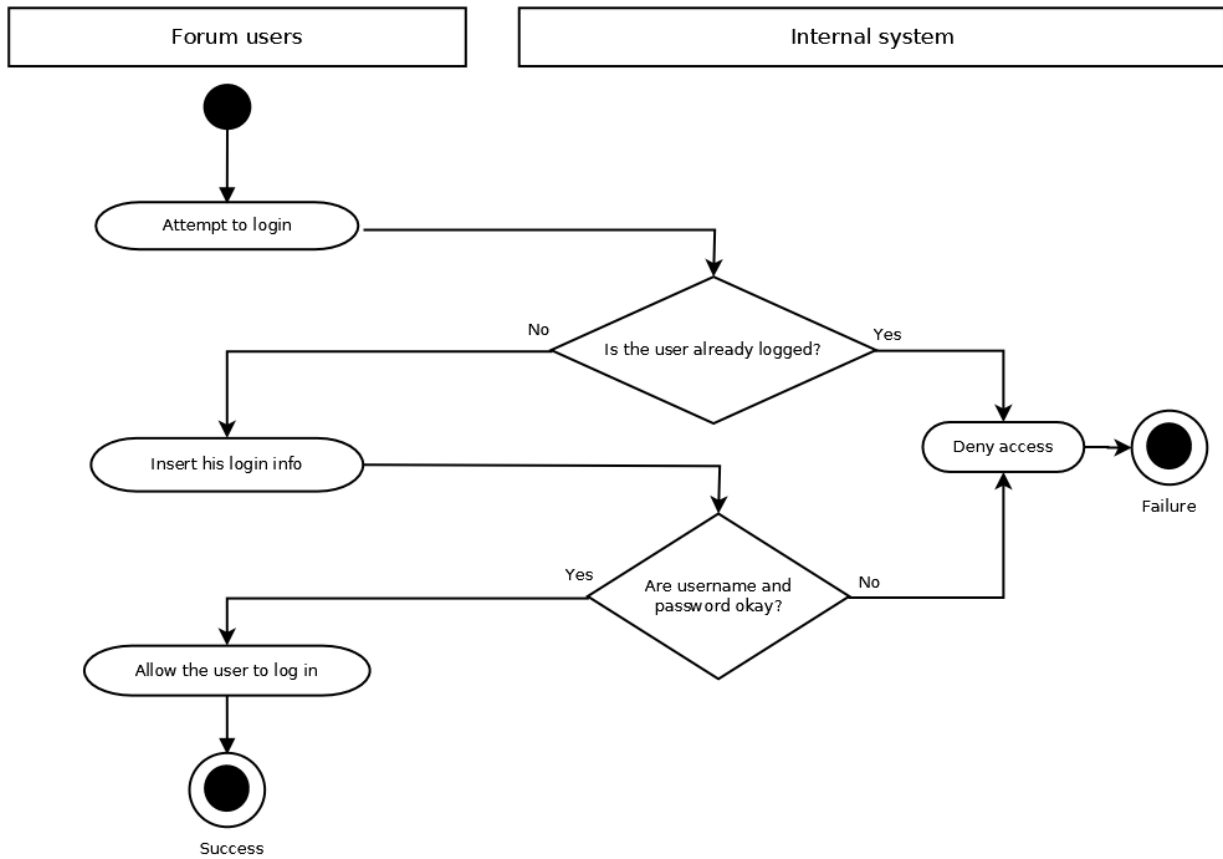 Forum users
Internal system
Attempt to login
No
Yes
Is the user already logged?
Insert his login info
Deny access
Failure
Yes
No
Are username and
password okay?
Allow the user to log in
Success